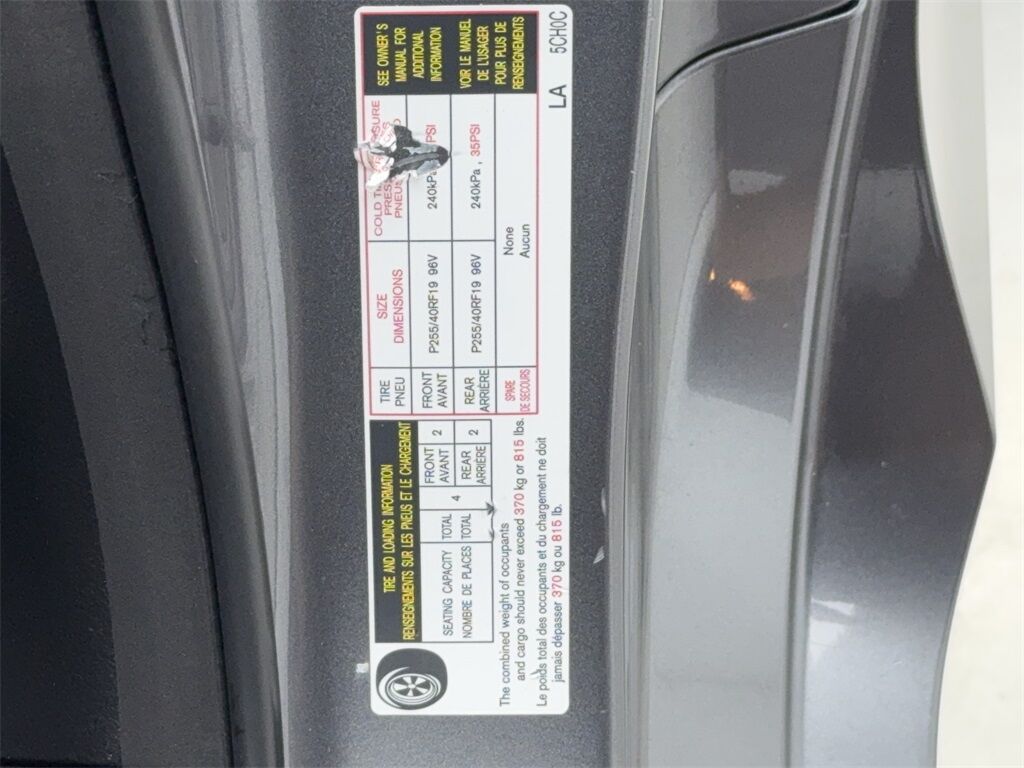 TIRE AND LOADING INFORMATION
RENSEIGNEMENTS SUR LES PNEUS ET LE CHARGEMENT
SEATING CAPACITY
NOMBRE DE PLACES
TOTAL
TOTAL
4
FRONT
AVANT
2
REAR
ARRIÈRE
2
The combined weight of occupants
and cargo should never exceed 370 kg or 815 lbs.
Le poids total des occupants et du chargement ne doit
jamais dépasser 370 kg ou 815 lb.
TIRE
PNEU
SIZE
DIMENSIONS
COLD
PNEUS
SEE OWNER'S
MANUAL FOR
ADDITIONAL
INFORMATION
FRONT
AVANT
P255/40RF19 96V
PSI
REAR
ARRIÈRE
P255/40RF19 96V
240kPa, 35PSI
VOIR LE MANUEL
DE L'USAGER
POUR PLUS DE
RENSEIGNEMENTS
SPARE
DE SECOURS
None
Aucun
LA 5CH0C